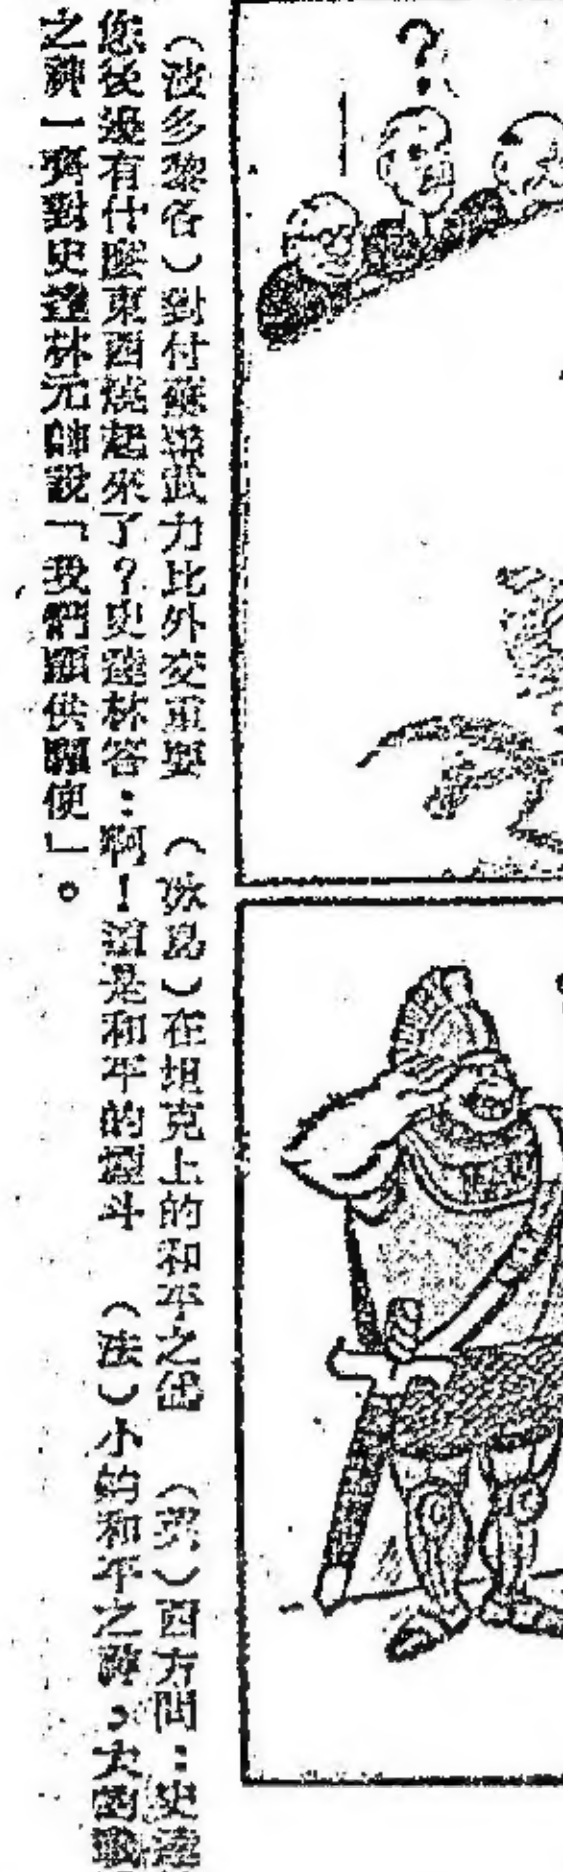 (波多黎各)對付蘇聯武力比外交重要 (埃及)在坦克上的和平之鴿 (英)西方問:史達
您後邊有什麼東西燒起來了?史達林答:啊!這是和平的煙斗 (法)小的和平之神,大的戰
之神一齊對史達林元帥說「我們願供驅使」。
?